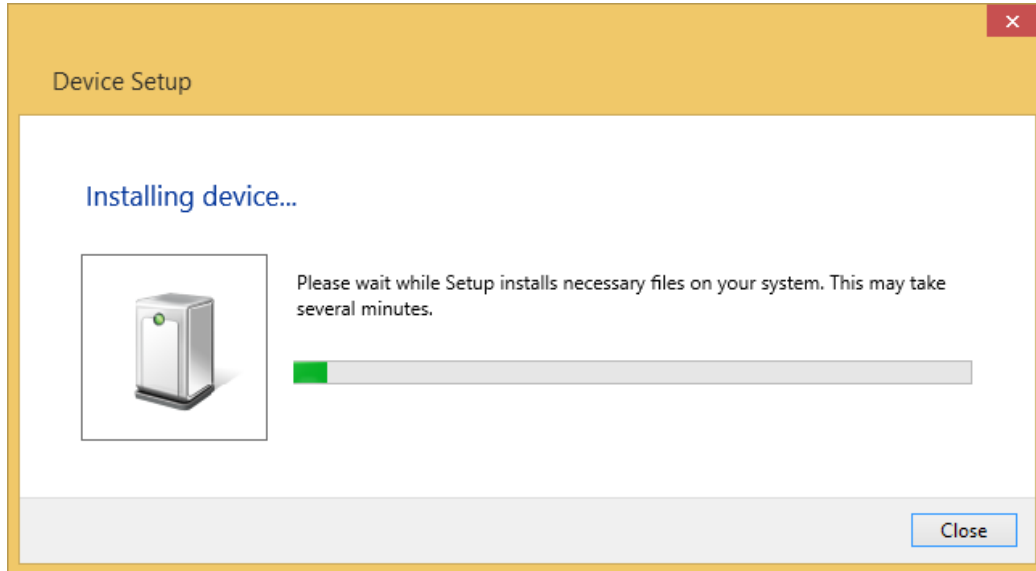 Device Setup
Installing device...
Please wait while Setup installs necessary files on your system. This may take
several minutes.
Close